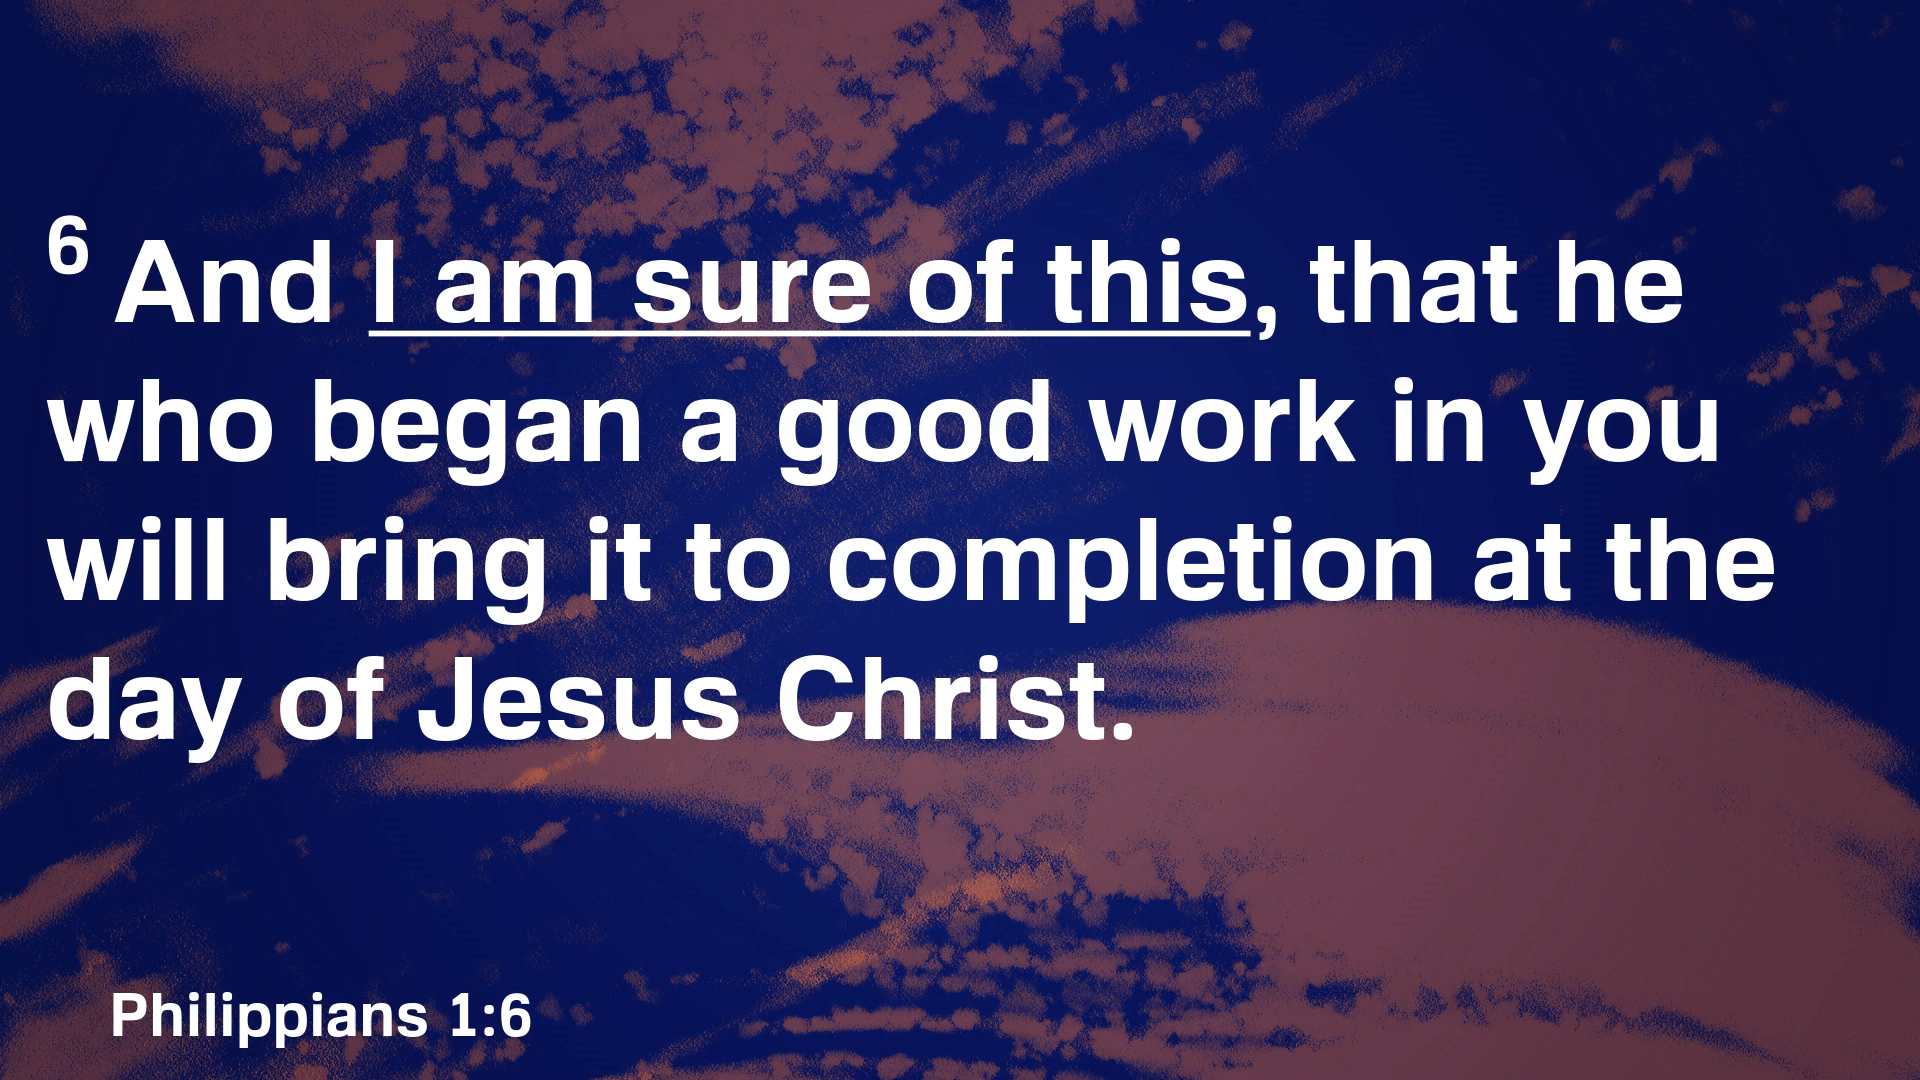 6 And I am sure of this, that he
who began a good work in you
will bring it to completion at the
day of Jesus Christ.
Philippians 1:6